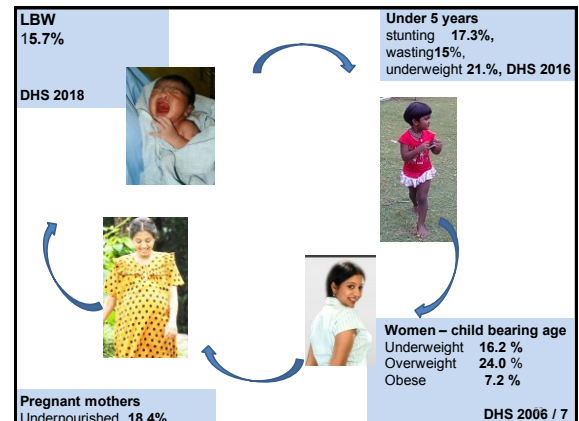 LBW
15.7%
DHS 2018
Under 5 years
stunting 17.3%,
wasting15%,
underweight 21.%, DHS 2016
Women – child bearing age
Underweight 16.2 %
Overweight 24.0 %
Obese 7.2 %
DHS 2006 / 7
Pregnant mothers
Undernourished 18.4%